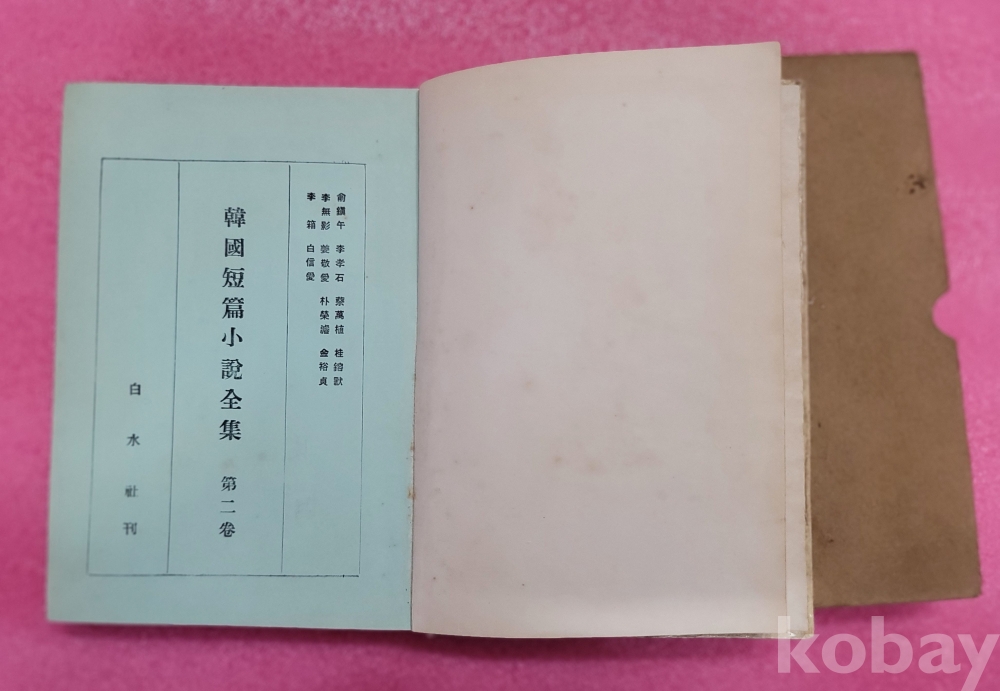 俞鎭午 李孝石 蔡萬植 桂鎔默
李無影 姜敬愛 朴榮濬 金裕貞
李箱 白信愛
韓國短篇小說全集 第二卷
白水社刊
kobay